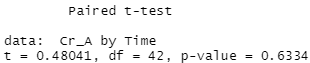 Paired t-test
data: Cr_A by Time
t = 0.48041, df = 42, p-value = 0.6334